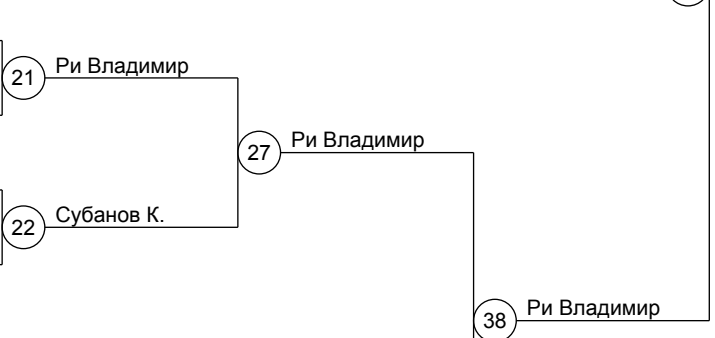 21 Ри Владимир
27 Ри Владимир
22 Субанов К.
38 Ри Владимир